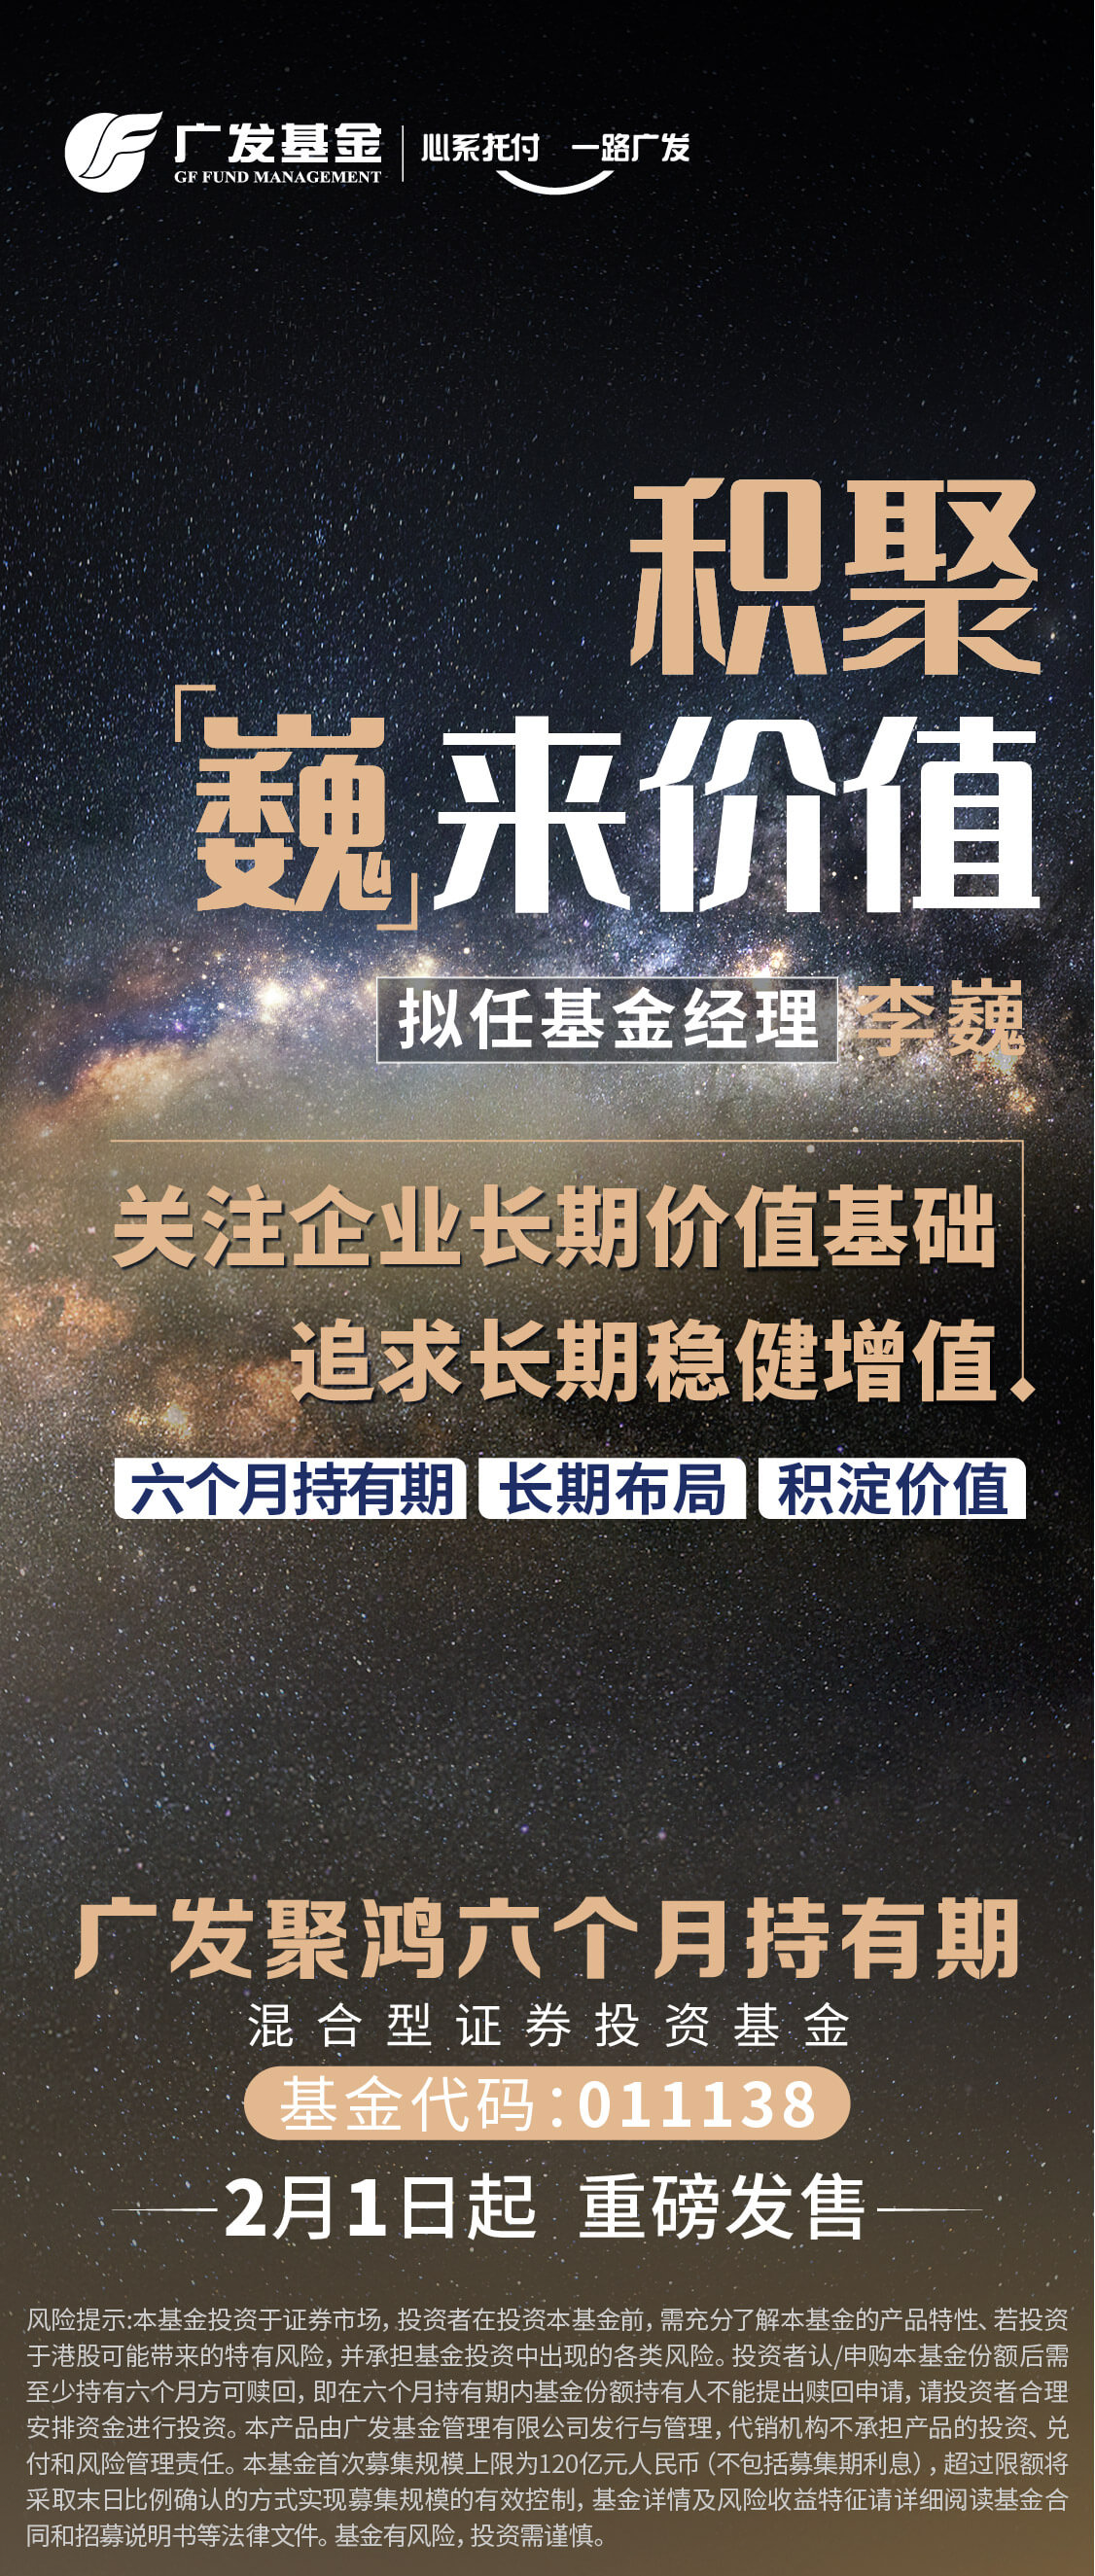 广发基金
GF FUND MANAGEMENT
心系托付 一路广发
积聚
「巍」来价值
拟任基金经理 李巍
关注企业长期价值基础
追求长期稳健增值
六个月持有期 长期布局 积淀价值
广发聚鸿六个月持有期
混合型证券投资基金
基金代码:011138
2月1日起 重磅发售
风险提示:本基金投资于证券市场,投资者在投资本基金前,需充分了解本基金的产品特性、若投资
于港股可能带来的特有风险,并承担基金投资中出现的各类风险。投资者认/申购本基金份额后需
至少持有六个月方可赎回,即在六个月持有期内基金份额持有人不能提出赎回申请,请投资者合理
安排资金进行投资。本产品由广发基金管理有限公司发行与管理,代销机构不承担产品的投资、兑
付和风险管理责任。本基金首次募集规模上限为120亿元人民币(不包括募集期利息),超过限额将
采取末日比例确认的方式实现募集规模的有效控制,基金详情及风险收益特征请详细阅读基金合
同和招募说明书等法律文件。基金有风险,投资需谨慎。